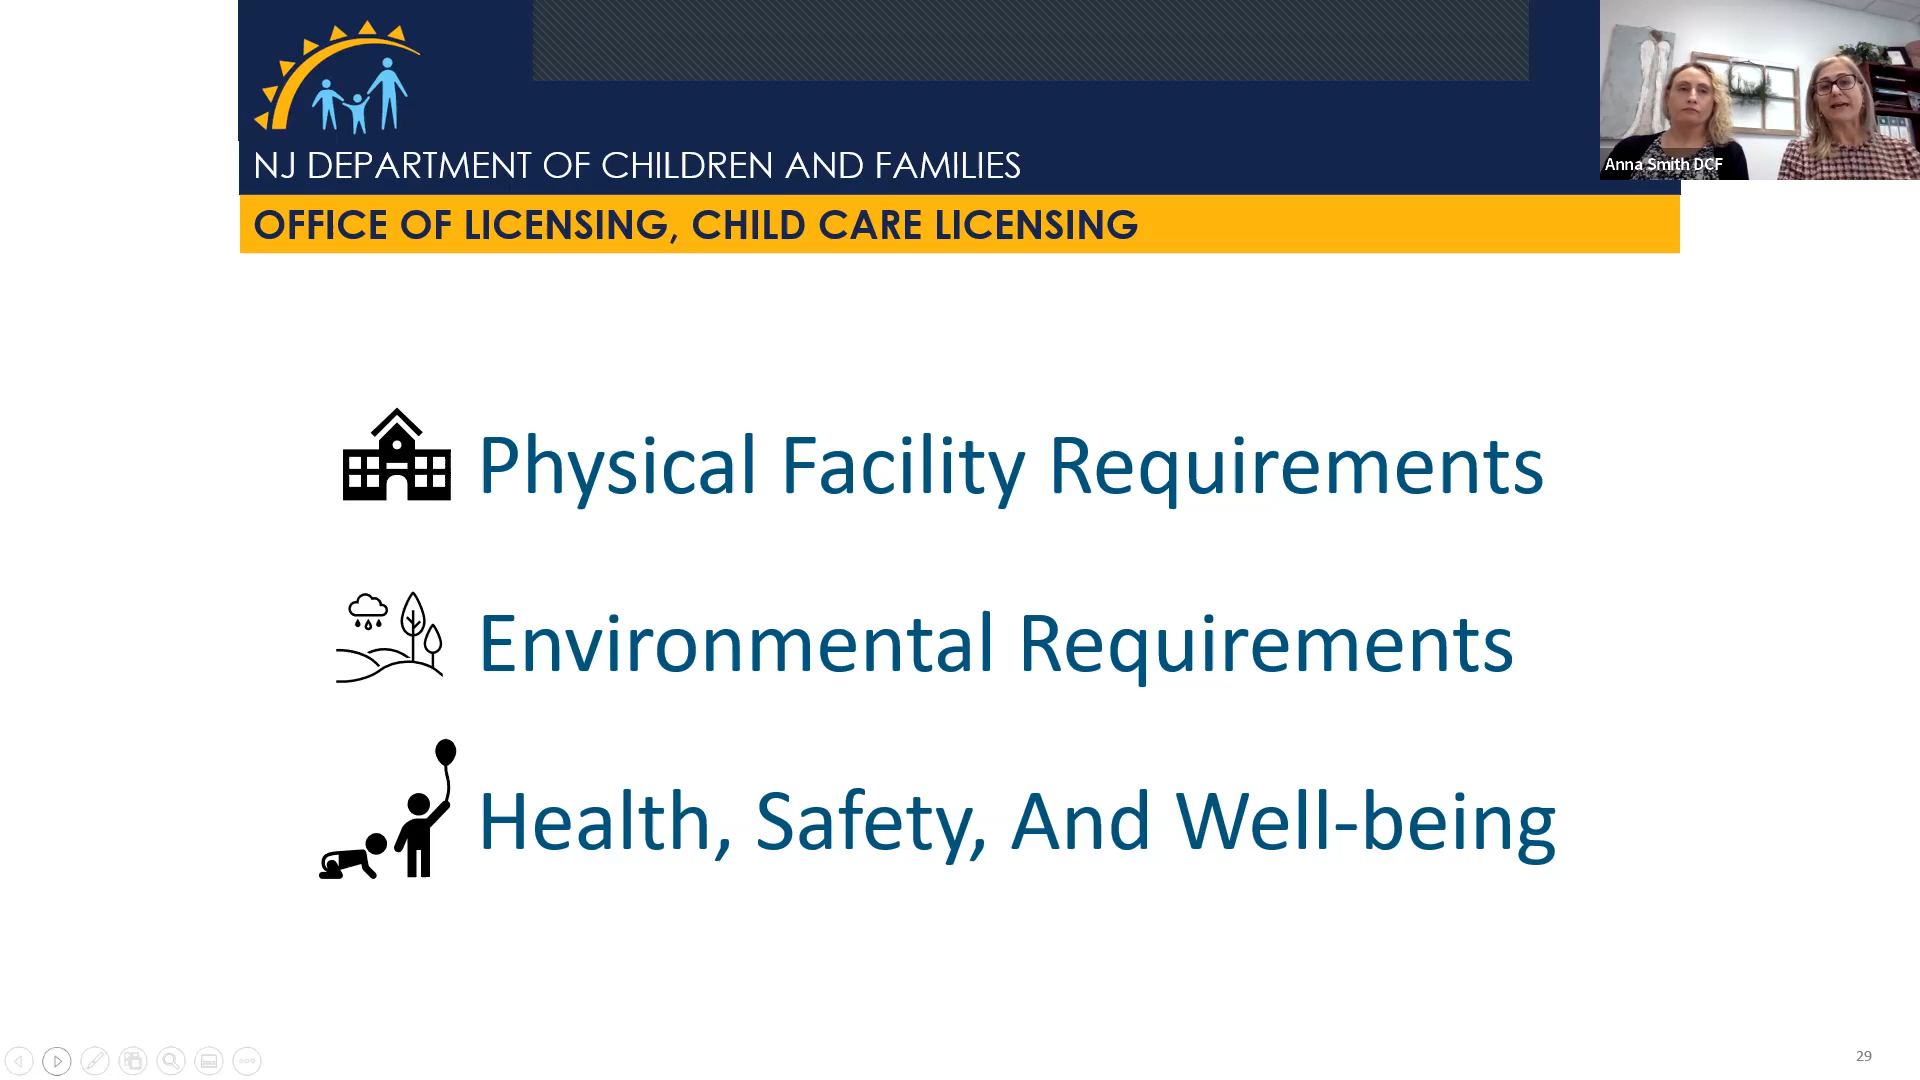 NJ DEPARTMENT OF CHILDREN AND FAMILIES
Anna Smith DCF
OFFICE OF LICENSING, CHILD CARE LICENSING
Physical Facility Requirements
Environmental Requirements
Health, Safety, And Well-being
29